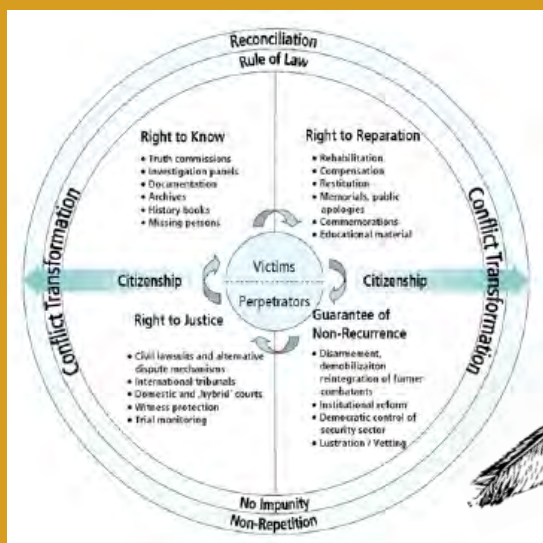 Reconciliation
Rule of Law
Conflict Transformation
Right to Know
• Truth commissions
• Investigation panels
• Documentation
• Archives
• History books
• Missing persons
Right to Reparation
• Rehabilitation
• Compensation
• Restitution
• Memorials, public
apologies
• Commemorations
• Educational material
Conflict Transformation
Citizenship
Victims
Perpetrators
Citizenship
Right to Justice
• Civil lawsuits and alternative
dispute mechanisms
• International tribunals
• Domestic and ‚hybrid' courts
• Witness protection
• Trial monitoring
Guarantee of
Non-Recurrence
• Disarmement,
demobilizaiton
reintegration of former
combatants
• Institutional reform
• Democratic control of
security sector
• Lustration / Vetting
No Impunity
Non-Repetition